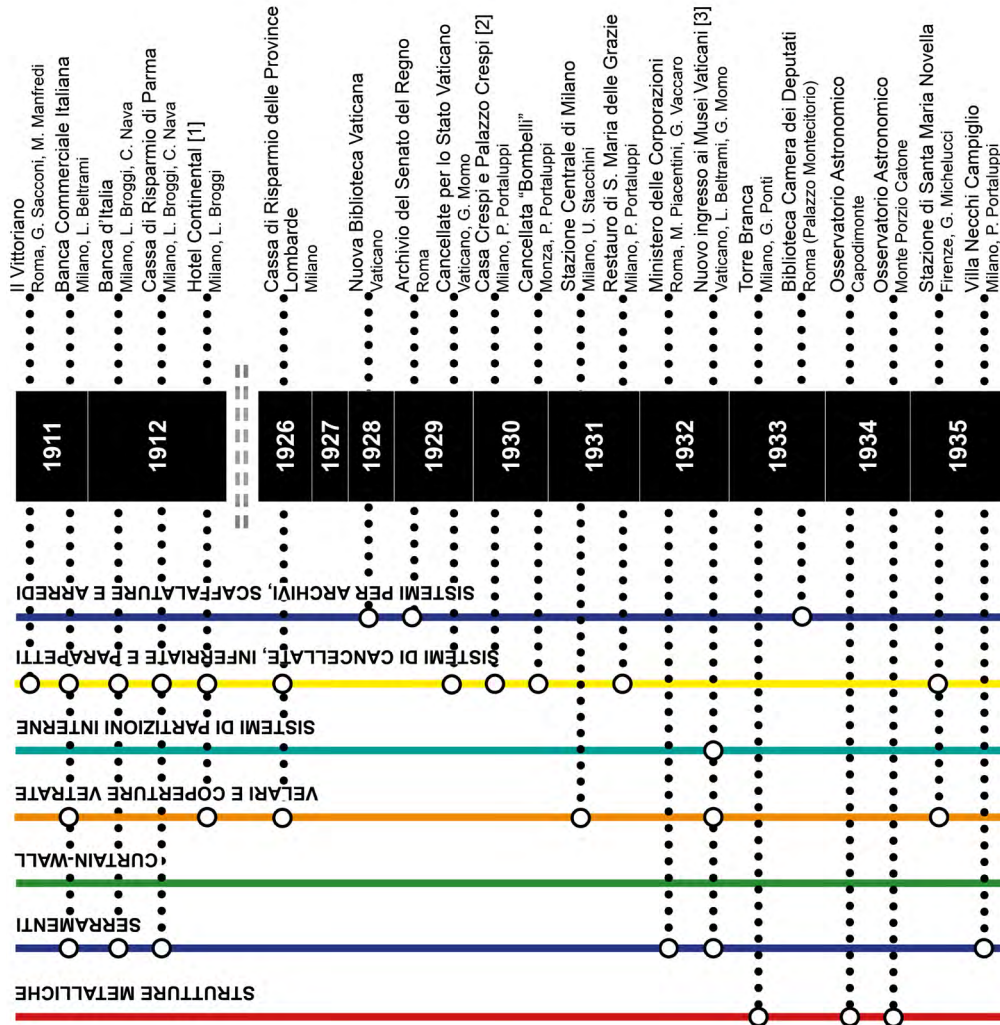 Il Vittoriano
Roma, G. Sacconi, M. Manfredi
Banca Commerciale Italiana
Milano, L. Beltrami
Banca d'Italia
Milano, L. Broggi, C. Nava
Cassa di Risparmio di Parma
Milano, L. Broggi, C. Nava
Hotel Continental [1]
Milano, L. Broggi
Cassa di Risparmio delle Province
Lombarde
Milano
Nuova Biblioteca Vaticana
Vaticano
Archivio del Senato del Regno
Roma
Cancellate per lo Stato Vaticano
Vaticano, G. Momo
Casa Crespi e Palazzo Crespi [2]
Milano, P. Portaluppi
Cancellata “Bombelli”
Monza, P. Portaluppi
Stazione Centrale di Milano
Milano, U. Stacchini
Restauro di S. Maria delle Grazie
Milano, P. Portaluppi
Ministero delle Corporazioni
Roma, M. Piacentini, G. Vaccaro
Nuovo ingresso ai Musei Vaticani [3]
Vaticano, L. Beltrami, G. Momo
Torre Branca
Milano, G. Ponti
Biblioteca Camera dei Deputati
Roma (Palazzo Montecitorio)
Osservatorio Astronomico
Capodimonte
Osservatorio Astronomico
Monte Porzio Catone
Stazione di Santa Maria Novella
Firenze, G. Michelucci
Villa Necchi Campiglio
Milano, P. Portaluppi
1911
1912
1926
1927
1928
1929
1930
1931
1932
1933
1934
1935
SISTEMI PER ARCHIVI, SCAFFALATURE E ARREDI
SISTEMI DI CANCELLATE, INFERRIATE E PARAPETTI
SISTEMI DI PARTIZIONI INTERNE
VELARI E COPERTURE VETRATE
CURTAIN-WALL
SERRAMENTI
STRUTTURE METALLICHE